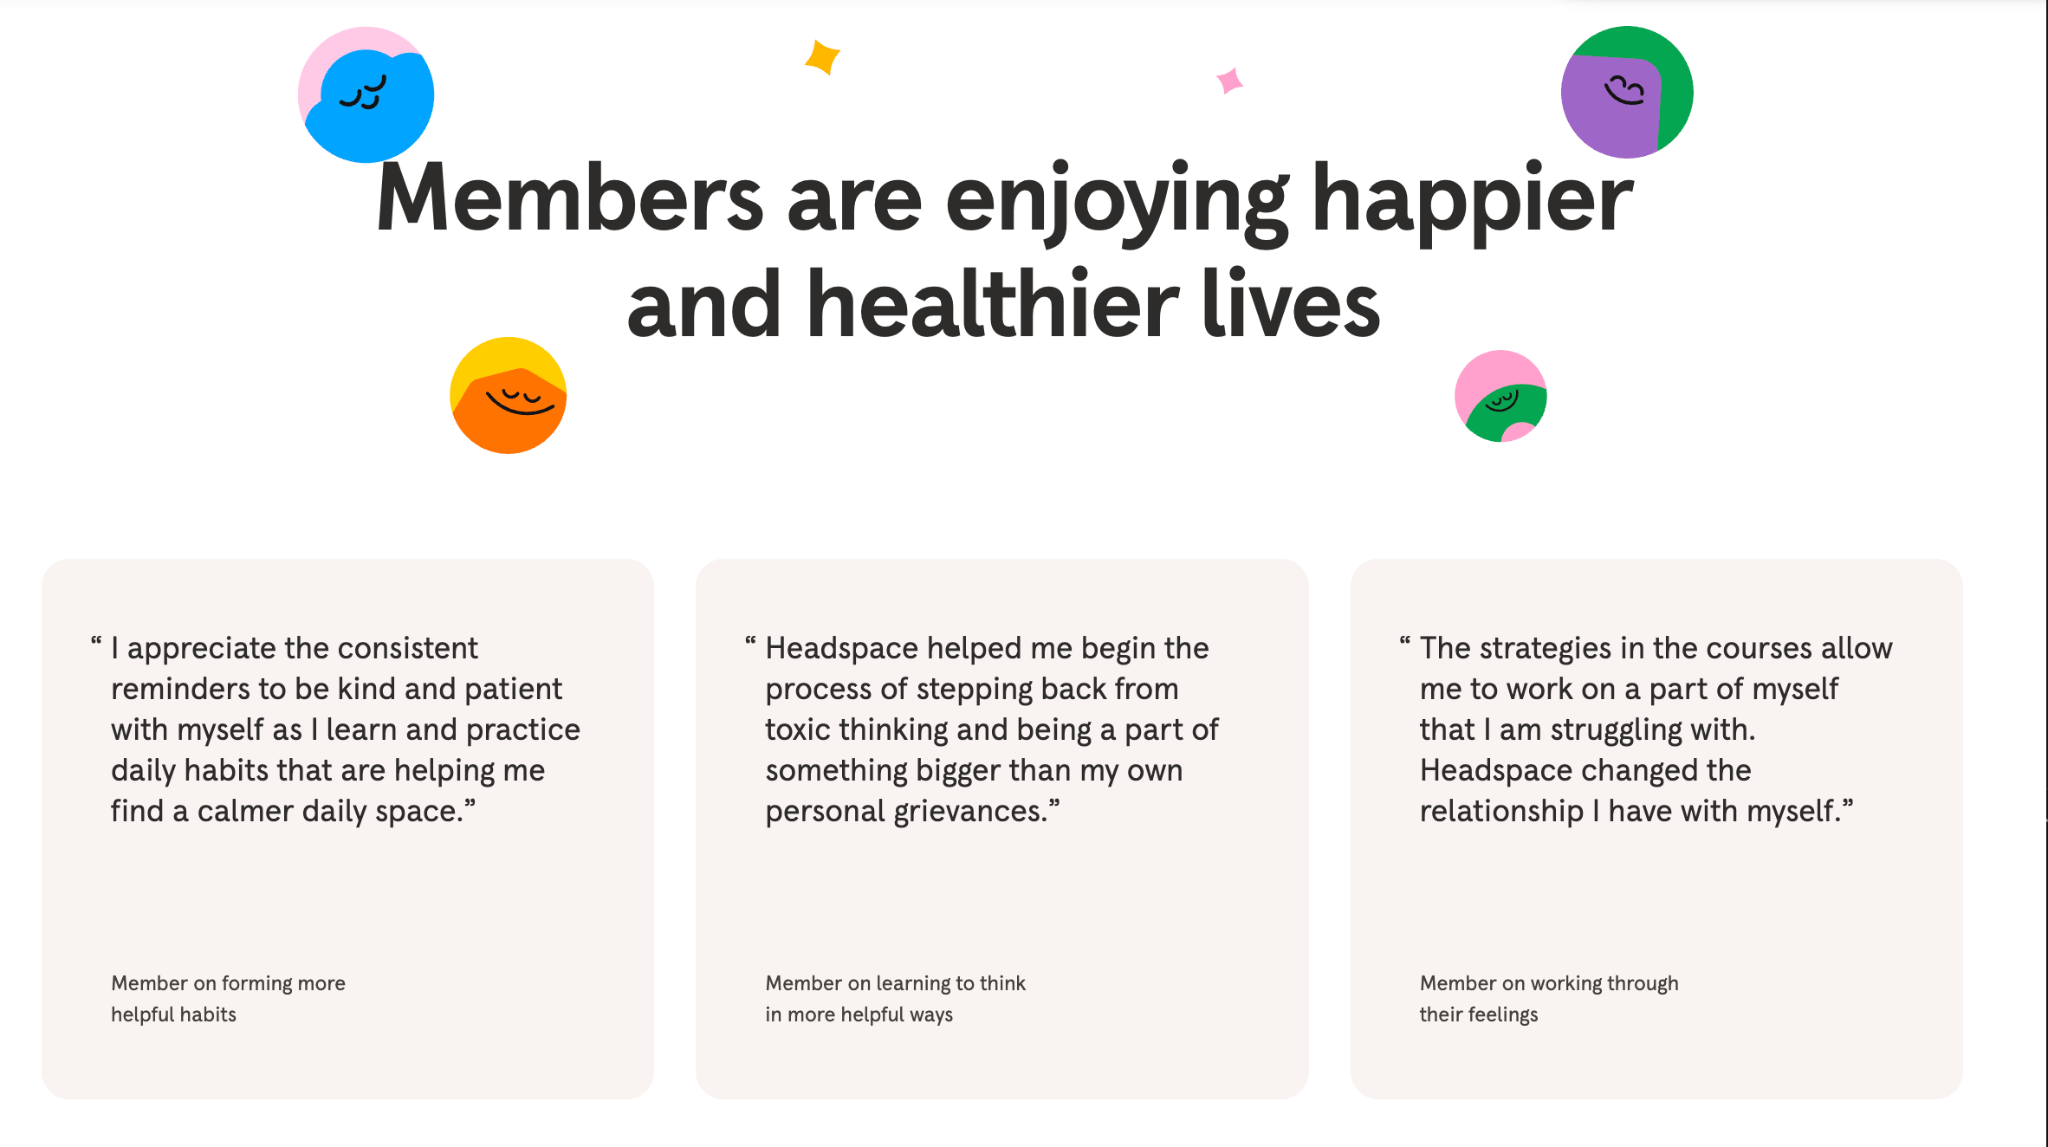 Members are enjoying happier
and healthier lives
“ I appreciate the consistent
reminders to be kind and patient
with myself as I learn and practice
daily habits that are helping me
find a calmer daily space.”
Member on forming more
helpful habits
“ Headspace helped me begin the
process of stepping back from
toxic thinking and being a part of
something bigger than my own
personal grievances.”
Member on learning to think
in more helpful ways
“ The strategies in the courses allow
me to work on a part of myself
that I am struggling with.
Headspace changed the
relationship I have with myself.”
Member on working through
their feelings